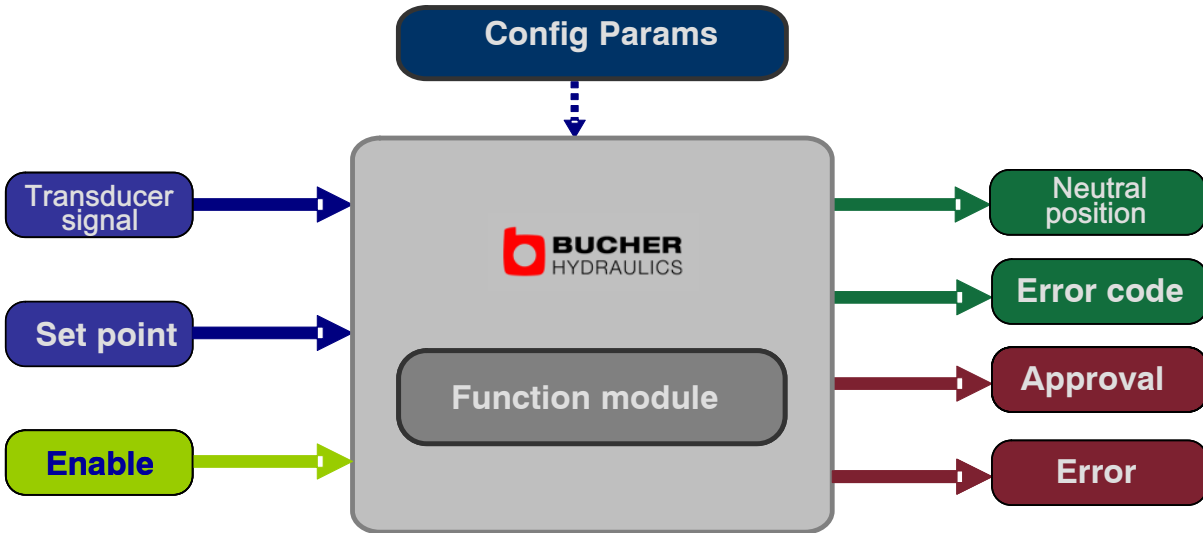 Config Params
Transducer
signal
Set point
Enable
BUCHER
HYDRAULICS
Function module
Neutral
position
Error code
Approval
Error